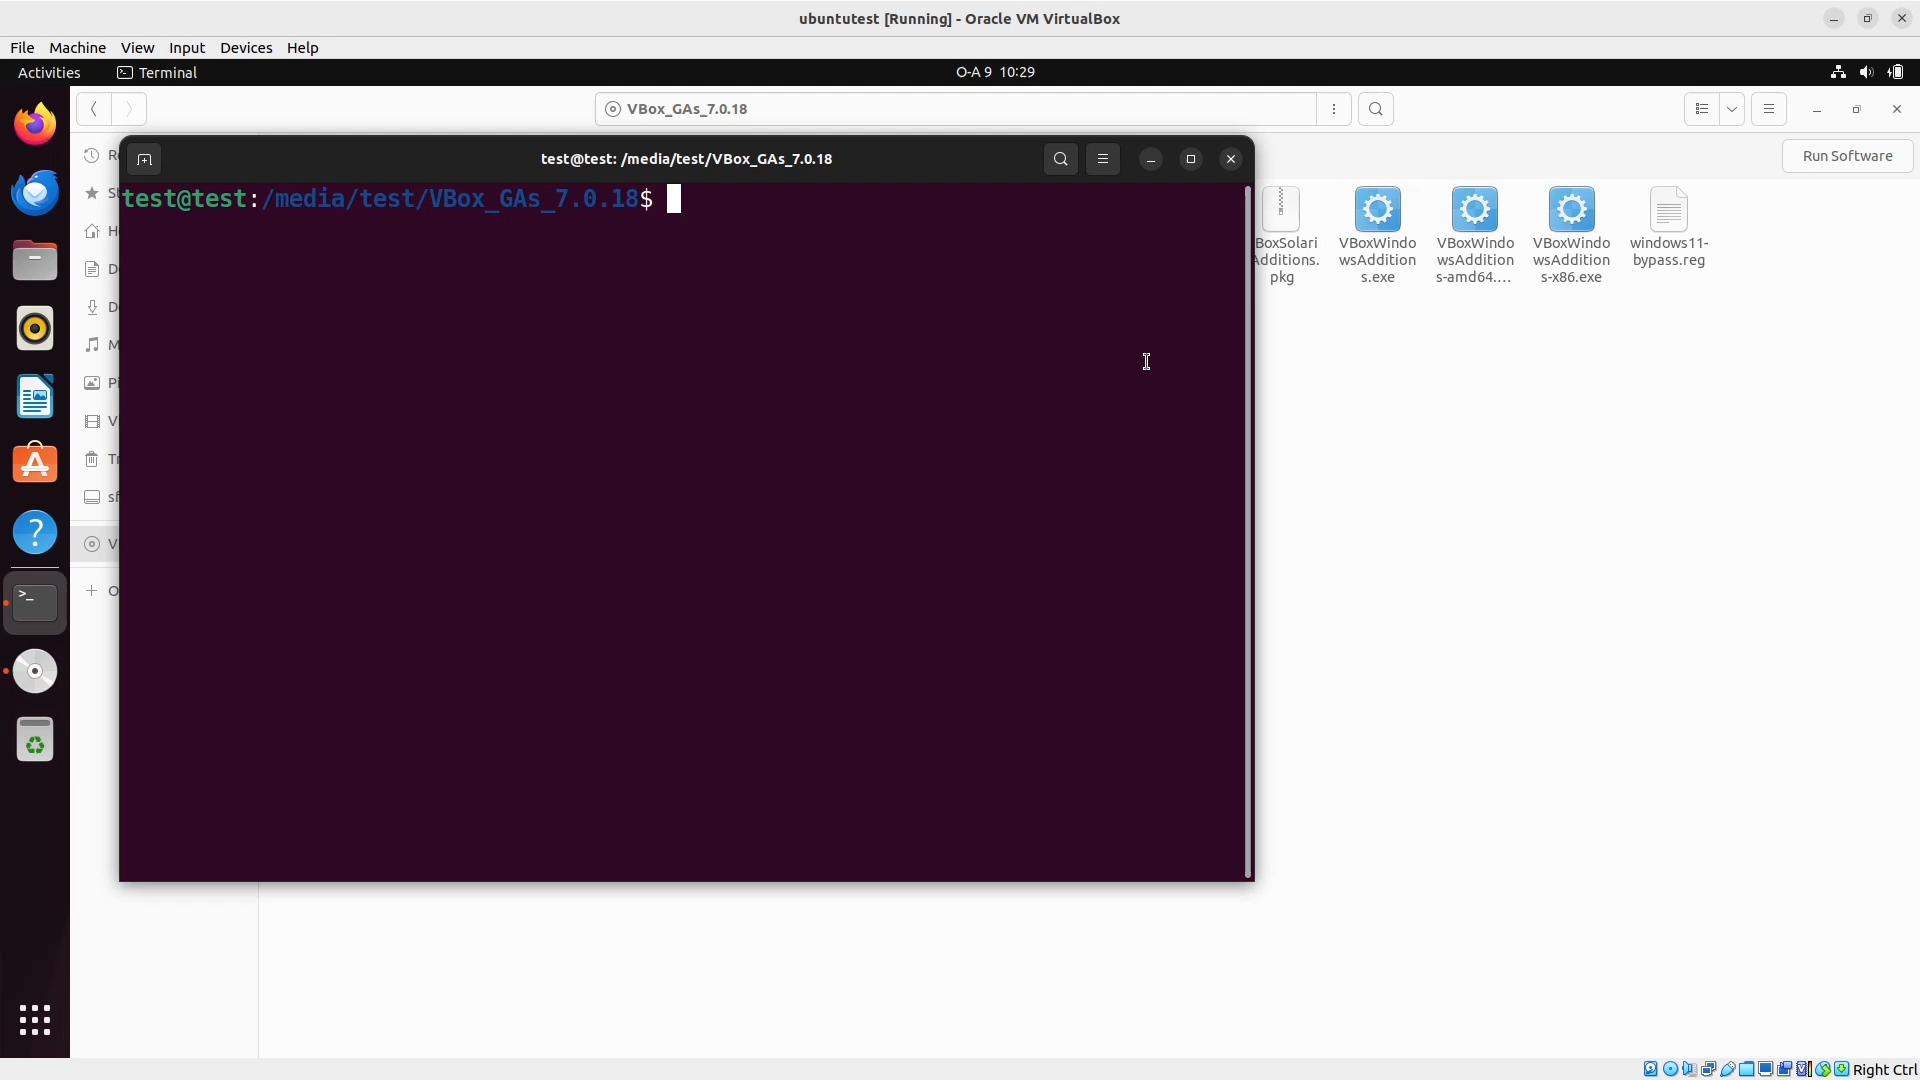 ubuntutest [Running] - Oracle VM VirtualBox
File Machine View Input Devices Help
Activities Terminal O-A 9 10:29
VBox_GAs_7.0.18
test@test: /media/test/VBox_GAs_7.0.18
Run Software
test@test:/media/test/VBox_GAs_7.0.18$
BoxSolari
Additions.
pkg
VBoxWindo
wsAddition
s.exe
VBoxWindo
wsAddition
s-amd64....
VBoxWindo
wsAddition
s-x86.exe
windows11-
bypass.reg
Right Ctrl